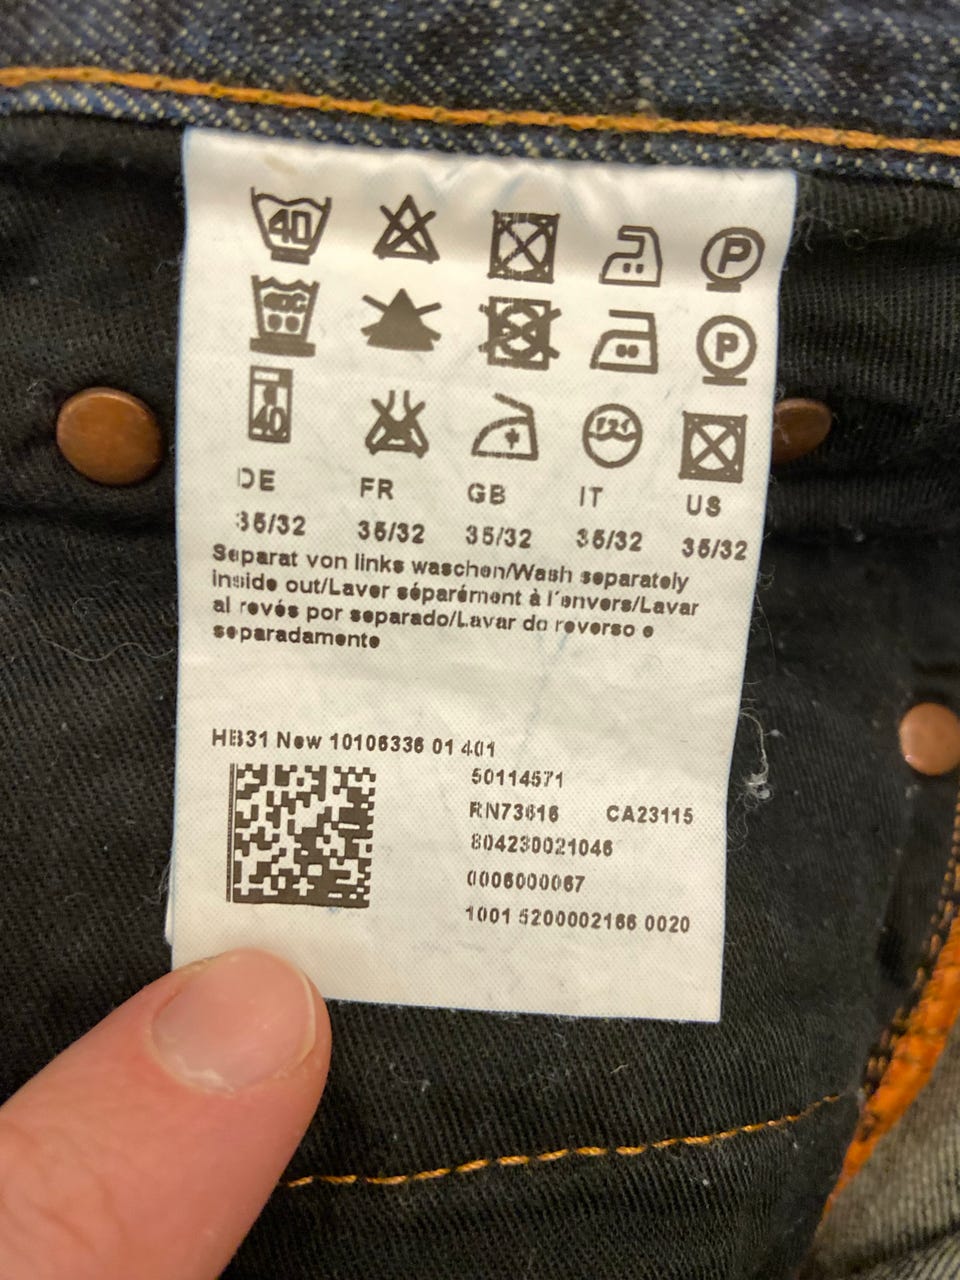 40 P
P
40
DE FR GB IT US
35/32 35/32 35/32 35/32 35/32
Separat von links waschen/Wash separately
inside out/Laver séparément à l'envers/Lavar
al revés por separado/Lavar do reverso e
separadamente
HB31 New 10106336 01 401
50114571
RN73616 CA23115
804230021046
0006000067
1001 5200002166 0020